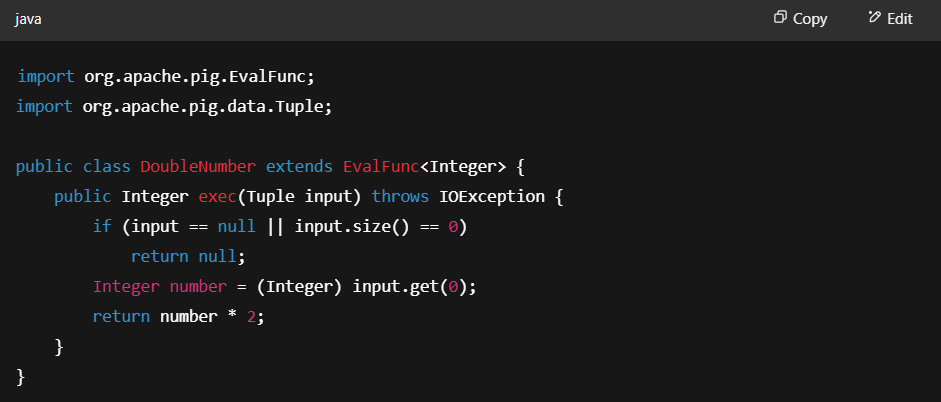 java Copy Edit
import org.apache.pig.EvalFunc;
import org.apache.pig.data.Tuple;
public class DoubleNumber extends EvalFunc<Integer> {
    public Integer exec(Tuple input) throws IOException {
        if (input == null || input.size() == 0)
            return null;
        Integer number = (Integer) input.get(0);
        return number * 2;
    }
}